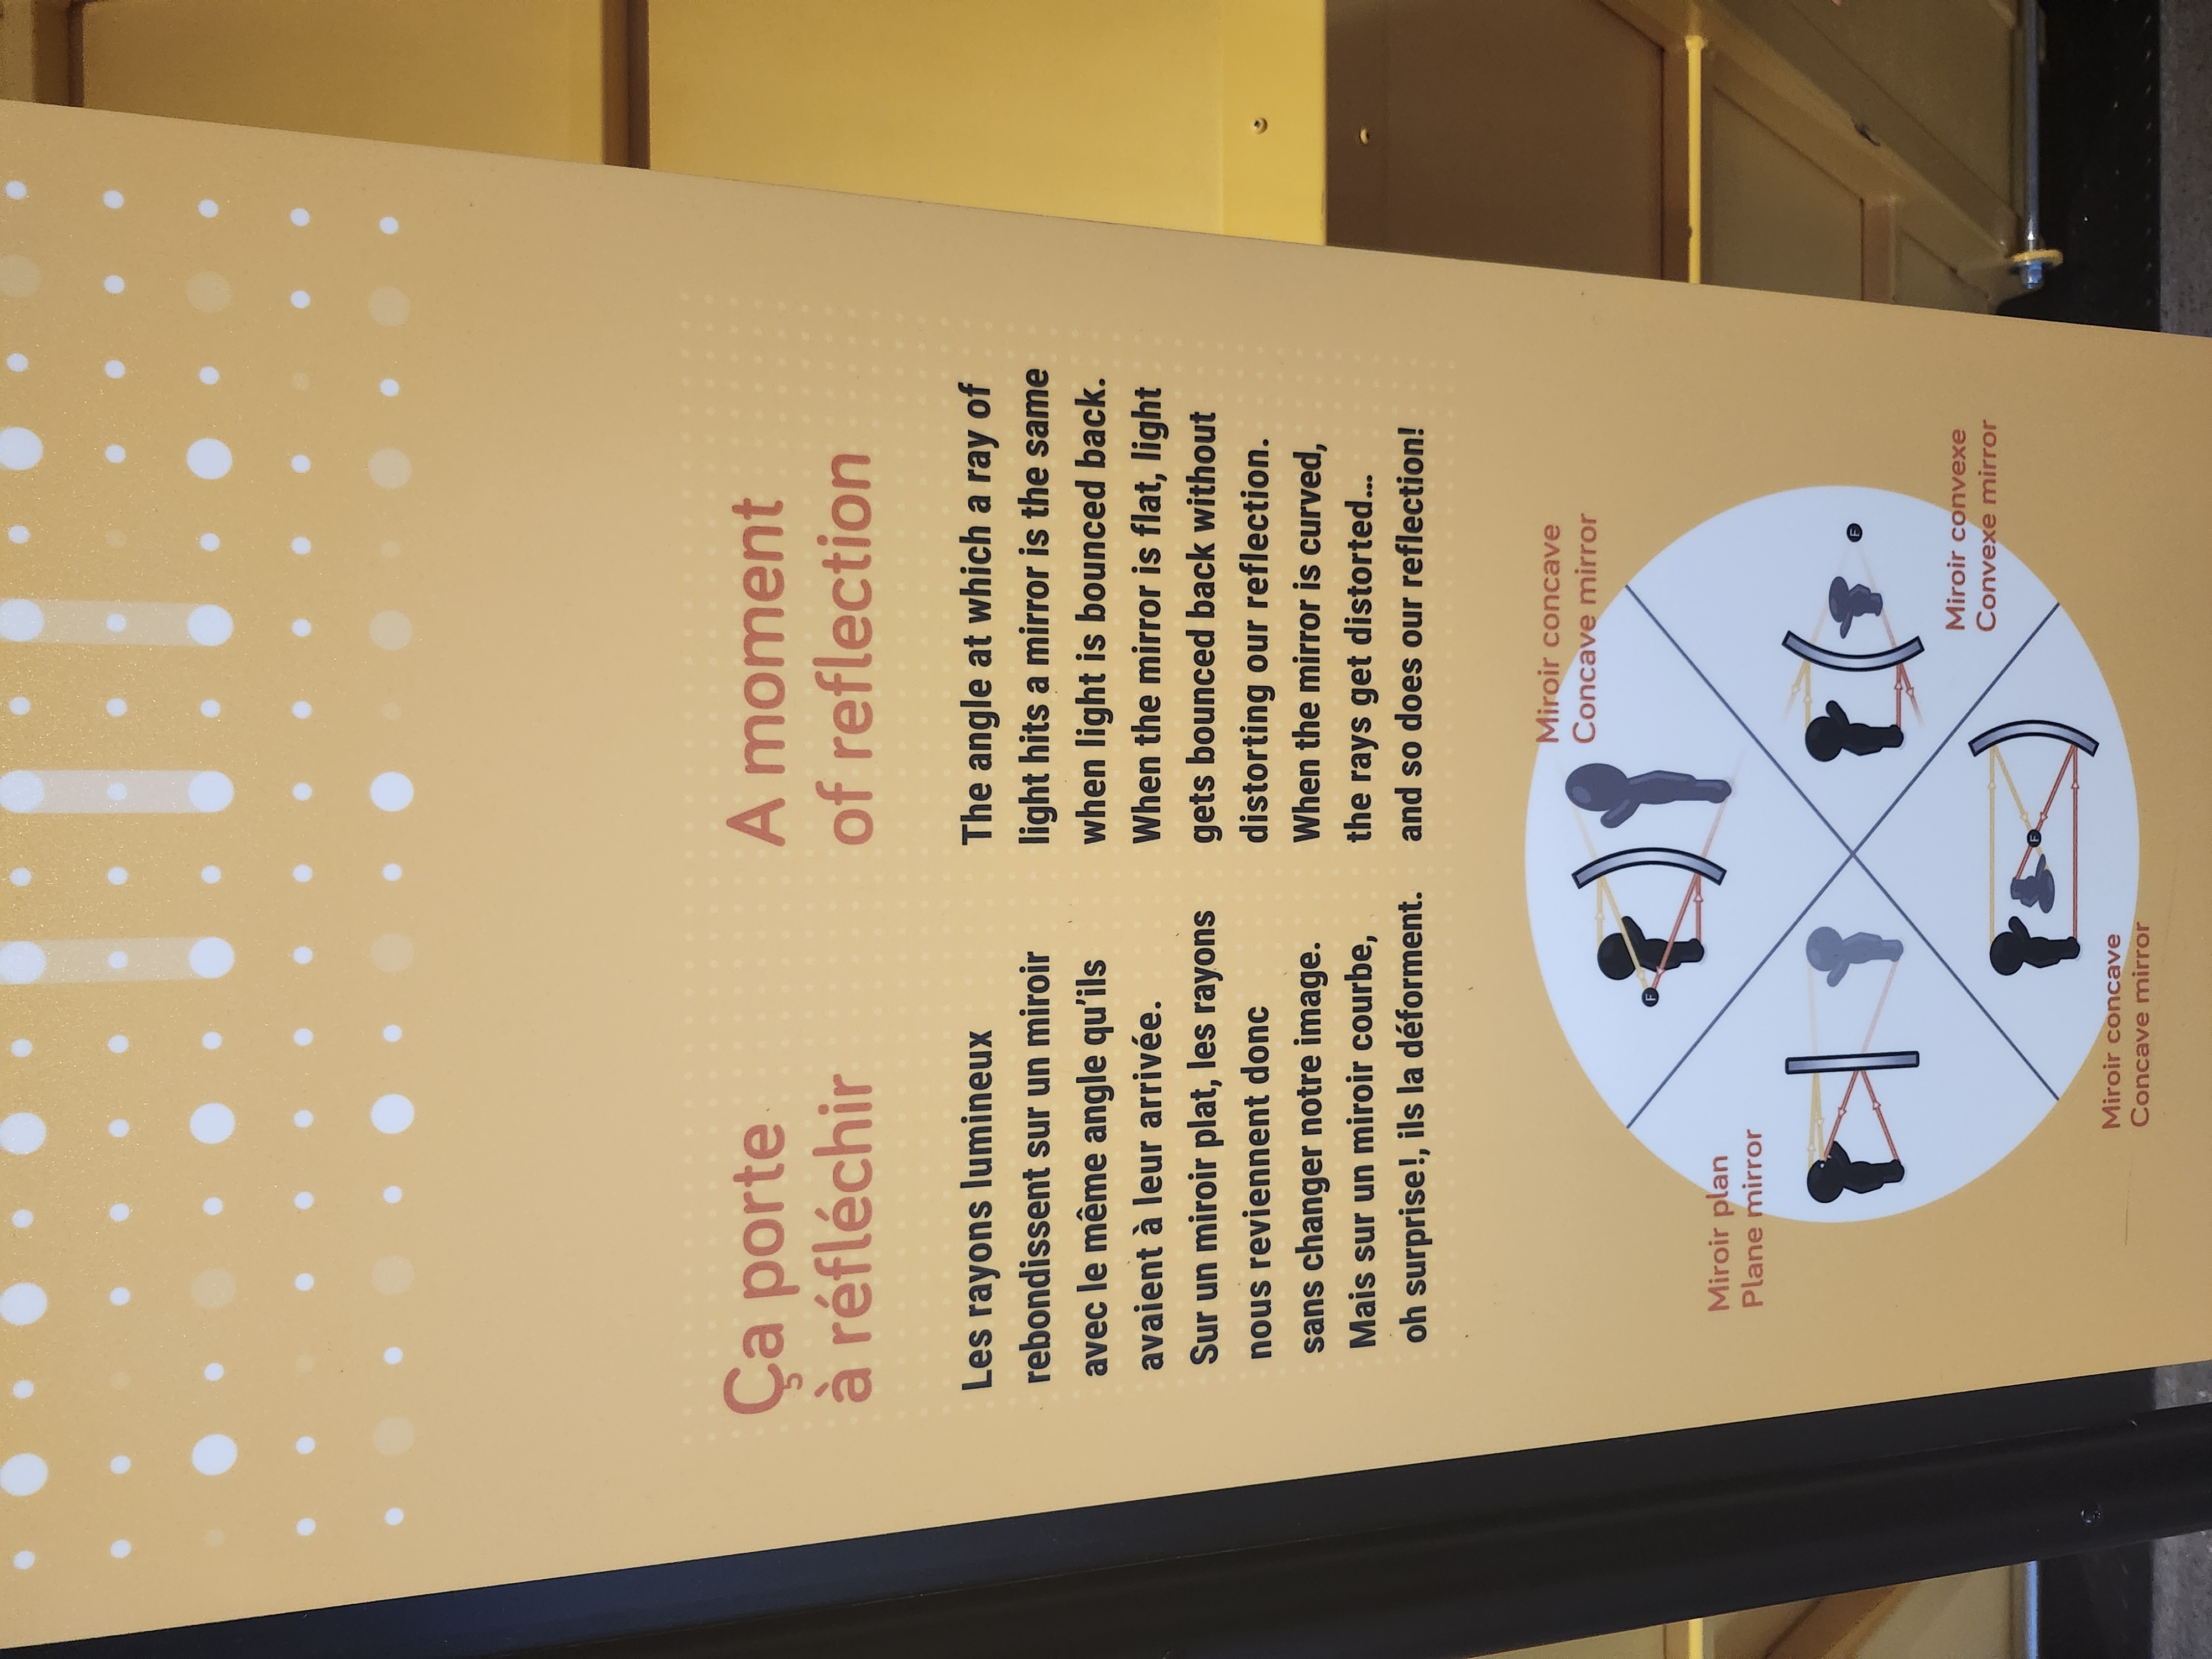 Ça porte
à réfléchir
Les rayons lumineux
rebondissent sur un miroir
avec le même angle qu'ils
avaient à leur arrivée.
Sur un miroir plat, les rayons
nous reviennent donc
sans changer notre image.
Mais sur un miroir courbe,
oh surprise!, ils la déforment.
A moment
of reflection
The angle at which a ray of
light hits a mirror is the same
when light is bounced back.
When the mirror is flat, light
gets bounced back without
distorting our reflection.
When the mirror is curved,
the rays get distorted...
and so does our reflection!
Miroir concave
Concave mirror
F
Miroir plan
Plane mirror
F
Miroir convexe
Convexe mirror
F
Miroir concave
Concave mirror